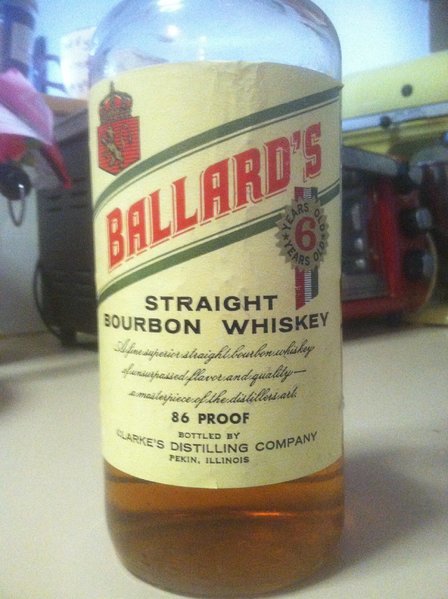 BALLARD'S
YEARS OLD
6
YEARS OLD
STRAIGHT
BOURBON WHISKEY
A fine superior straight bourbon whiskey
of unsurpassed flavor and quality—
a masterpiece of the distillers art.
86 PROOF
BOTTLED BY
CLARKE'S DISTILLING COMPANY
PEKIN, ILLINOIS